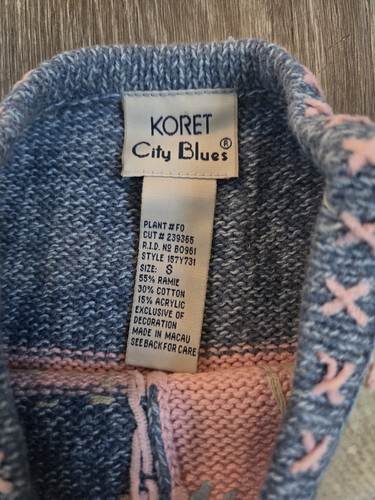 KORET
City Blues®
PLANT # FO
CUT # 239365
R.I.D. № 60961
STYLE 157Y731
SIZE: S
55% RAMIE
30% COTTON
15% ACRYLIC
EXCLUSIVE OF
DECORATION
MADE IN MACAU
SEE BACK FOR CARE